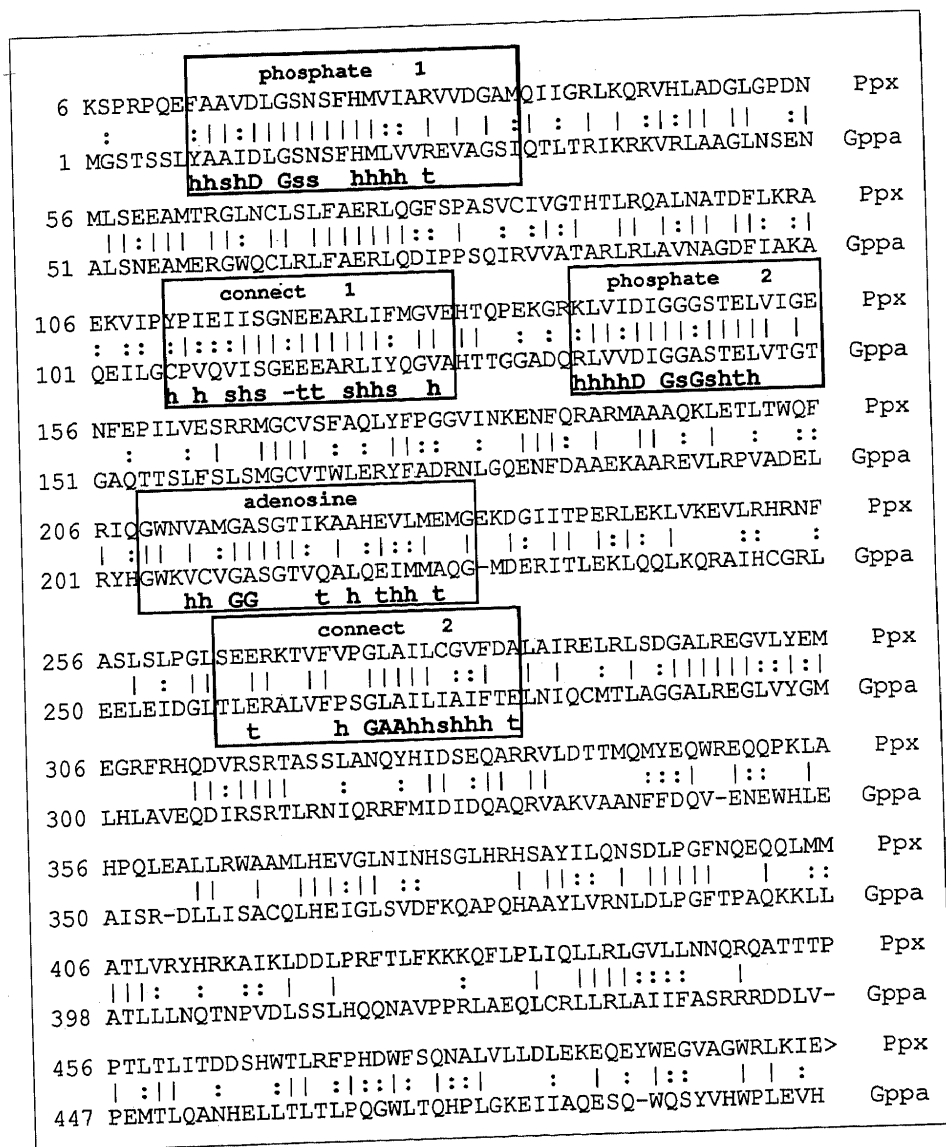 phosphate 1
6 KSPRPQEFAAVDLGSNSFHMVIARVVDGAMQIIGRLKQRVHLADGLGPDN Ppx
: :||:|||||||||::| | | :| : | | |:|| || :|
1 MGSTSSLYAAIDLGSNSFHMLVVREVAGSIQTLTRIKRKVRLAAGLNSEN Gppa
hhshD Gss hhhh t
56 MLSEEAMTRGLNCLSLFAERLQGFSPASVCIVGTHTLRQALNATDFLKRA Ppx
||:||| ||: || |||||||::| : ::|: || || |:|| :| |
51 ALSNEAMERGWQCLRLFAERLQDIPPSQIRVVATARLRLAVNAGDFIAKA Gppa
connect 1 phosphate 2
106 EKVIPYPIEIISGNEEARLIFMGVEHTQPEKGRKLVIDIGGGSTELVIGE Ppx
: :: :|:::|||:||||||: || || : : :||:||||:||||| |
101 QEILGCPVQVISGEEEARLIYQGVAHTTGGADQRLVVDIGGASTELVTGT Gppa
h h shs -tt shhs h hhhhD GsGshth
156 NFEPILVESRRMGCVSFAQLYFPGGVINKENFQRARMAAAQKLETLTWQF Ppx
: : | |||| : ||: : |||: | ||: | : ::
151 GAQTTSLFSLSMGCVTWLERYFADRNLGQENFDAAEKAAREVLRPVADEL Gppa
adenosine
206 RIQGWNVAMGASGTIKAAHEVLMEMGEKDGIITPERLEKLVKEVLRHRNF Ppx
| :|| | :|||||: | :|::| | |: || ||:|: :: :
201 RYHGWKVCVGASGTVQALQEIMMAQG-MDERITLEKLQQLKQRAIHCGRL Gppa
hh GG t h thh t
connect 2
256 ASLSLPGLSEERKTVFVPGLAILCGVFDALAIRELRLSDGALREGVLYEM Ppx
| : || || || ||||| ::| | | : | |||||||::|:|
250 EELEIDGLTLERALVFPSGLAILIAIFTELNIQCMTLAGGALREGLVYGM Gppa
t h GAAhhshhh t
306 EGRFRHQDVRSRTASSLANQYHIDSEQARRVLDTTMQMYEQWREQQPKLA Ppx
||:|||| | : : ||:|| || :::| |:: |
300 LHLAVEQDIRSRTLRNIQRRFMIDIDQAQRVAKVAANFFDQV-ENEWHLE Gppa
356 HPQLEALLRWAAMLHEVGLNINHSGLHRHSAYILQNSDLPGFNQEQQLMM Ppx
|| | |||:|| :: | ||::| ||||| | ::
350 AISR-DLLISACQLHEIGLSVDFKQAPQHAAYLVRNLDLPGFTPAQKKLL Gppa
406 ATLVRYHRKAIKLDDLPRFTLFKKKQFLPLIQLLRLGVLLNNQRQATTTP Ppx
|||: : :: | | : | ||||:::: |
398 ATLLLNQTNPVDLSSLHQQNAVPPRLAEQLCRLLRLAIIFASRRRDDLV- Gppa
456 PTLTLITDDSHWTLRFPHDWFSQNALVLLDLEKEQEYWEGVAGWRLKIE> Ppx
| :|| : :|| |:|::|:::| : | : |:: | | :
447 PEMTLQANHELLTLTLPQGWLTQHPLGKEIIAQESQ-WQSYVHWPLEVH Gppa